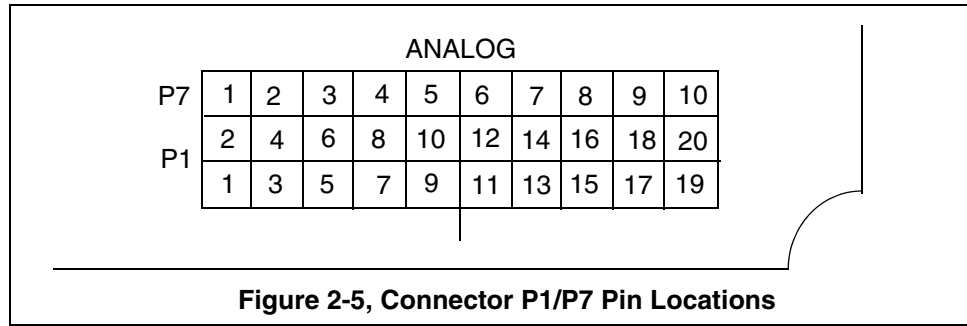 ANALOG
P7 1 2 3 4 5 6 7 8 9 10
P1
2 4 6 8 10 12 14 16 18 20
1 3 5 7 9 11 13 15 17 19
Figure 2-5, Connector P1/P7 Pin Locations